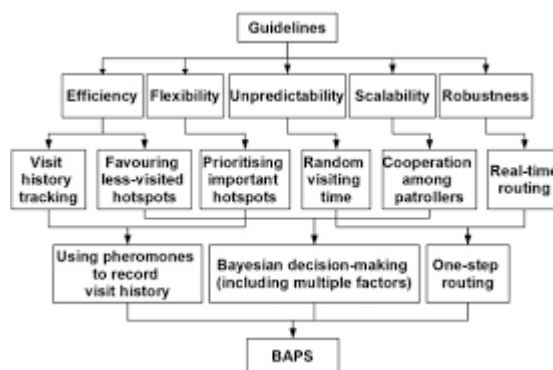 Guidelines
Efficiency
Flexibility
Unpredictability
Scalability
Robustness
Visit
history
tracking
Favouring
less-visited
hotspots
Prioritising
important
hotspots
Random
visiting
time
Cooperation
among
patrollers
Real-time
routing
Using pheromones
to record
visit history
Bayesian decision-making
(including multiple factors)
One-step
routing
BAPS